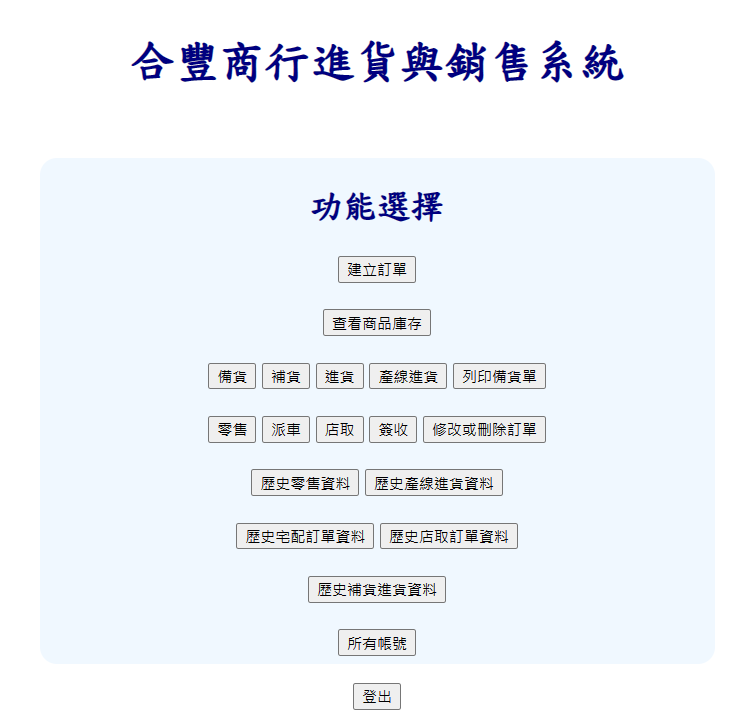 合豐商行進貨與銷售系統
功能選擇
建立訂單
查看商品庫存
備貨 補貨 進貨 產線進貨 列印備貨單
零售 派車 店取 簽收 修改或刪除訂單
歷史零售資料 歷史產線進貨資料
歷史宅配訂單資料 歷史店取訂單資料
歷史補貨進貨資料
所有帳號
登出